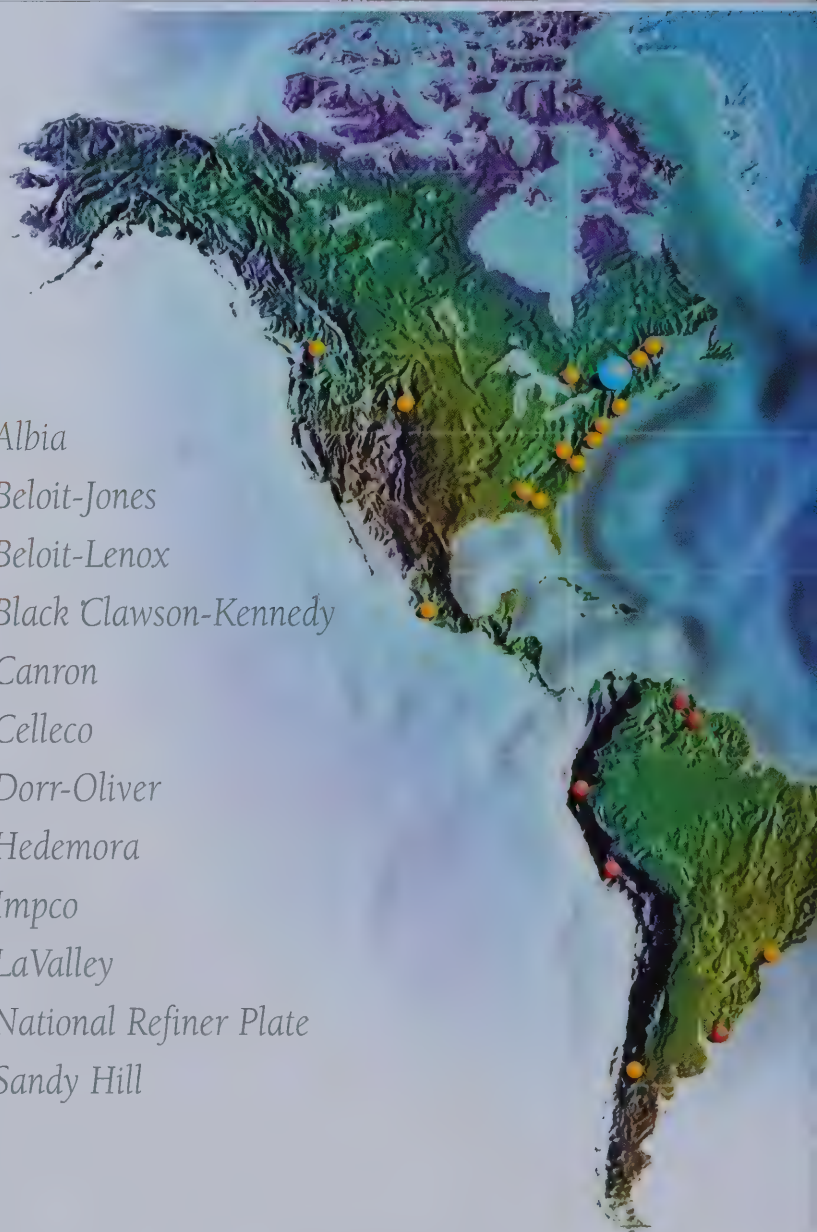 Albia
Beloit-Jones
Beloit-Lenox
Black Clawson-Kennedy
Canron
Celleco
Dorr-Oliver
Hedemora
Impco
LaValley
National Refiner Plate
Sandy Hill